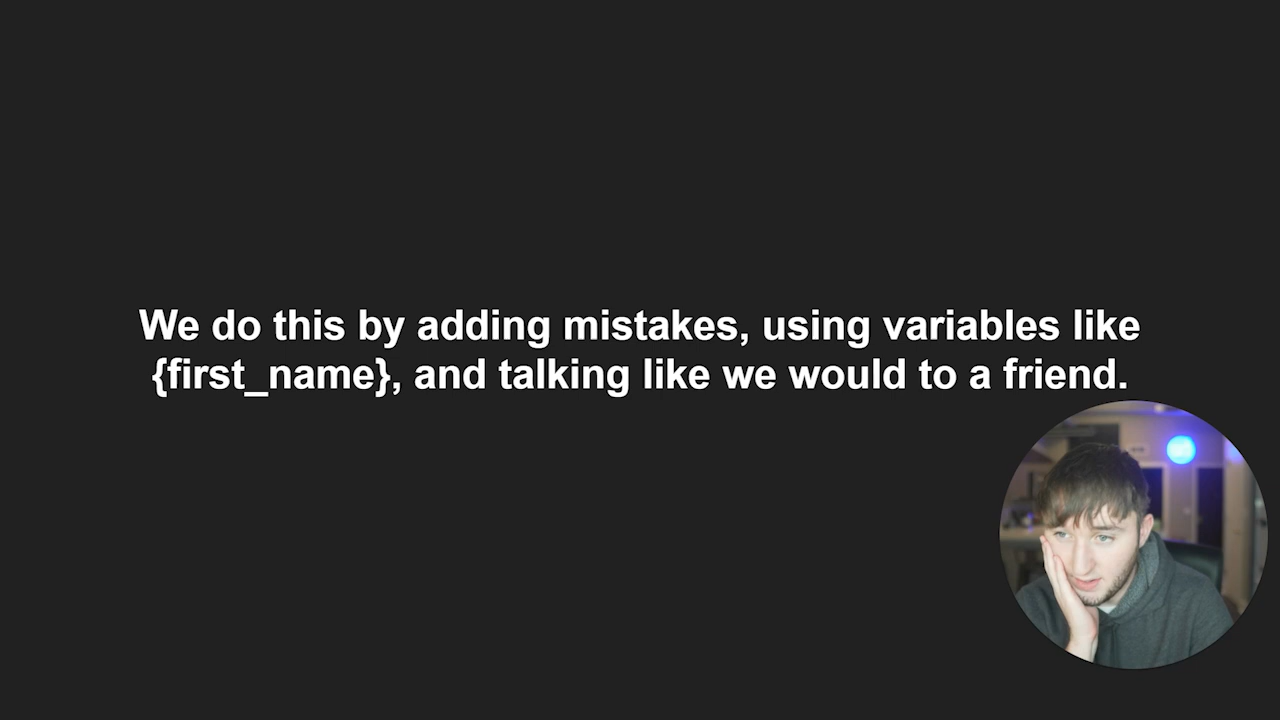 We do this by adding mistakes, using variables like
{first_name}, and talking like we would to a friend.